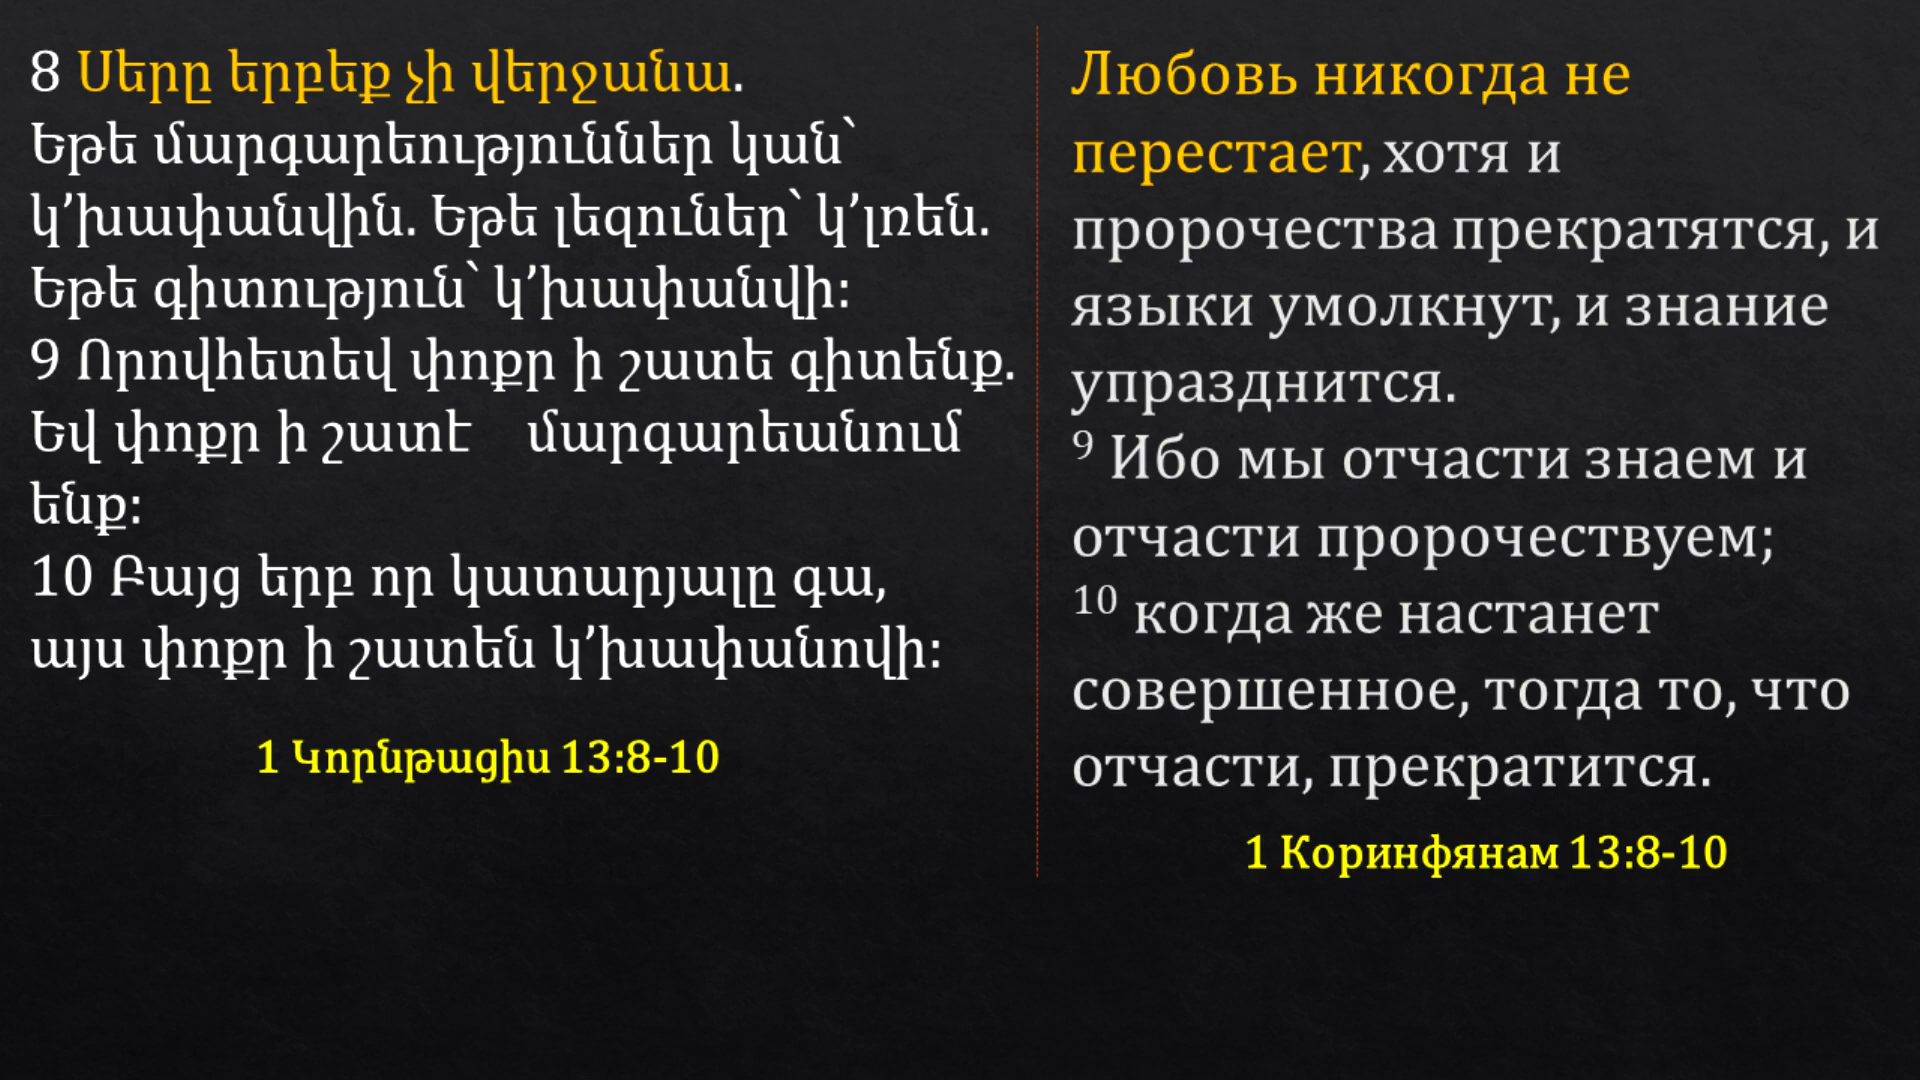 8 Սերը երբեք չի վերջանա.
Եթե մարգարեություններ կան՝
կ’խափանվին. Եթե լեզուներ՝ կ’լռեն.
Եթե գիտություն՝ կ’խափանվի:
9 Որովհետեվ փոքր ի շատե գիտենք.
Եվ փոքր ի շատէ մարգարեանում
ենք:
10 Բայց երբ որ կատարյալը գա,
այս փոքր ի շատեն կ’խափանովի:
1 Կորնթացիս 13:8-10
Любовь никогда не
перестает, хотя и
пророчества прекратятся, и
языки умолкнут, и знание
упразднится.
9 Ибо мы отчасти знаем и
отчасти пророчествуем;
10 когда же настанет
совершенное, тогда то, что
отчасти, прекратится.
1 Коринфянам 13:8-10